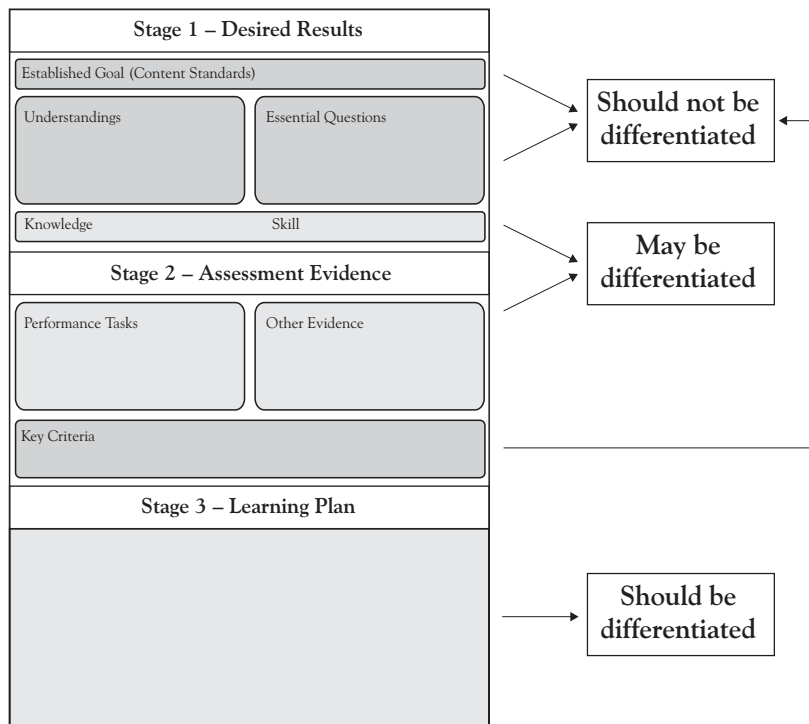 Stage 1 – Desired Results
Established Goal (Content Standards)
Understandings
Essential Questions
Knowledge
Skill
Should not be
differentiated
May be
differentiated
Stage 2 – Assessment Evidence
Performance Tasks
Other Evidence
Key Criteria
Stage 3 – Learning Plan
Should be
differentiated